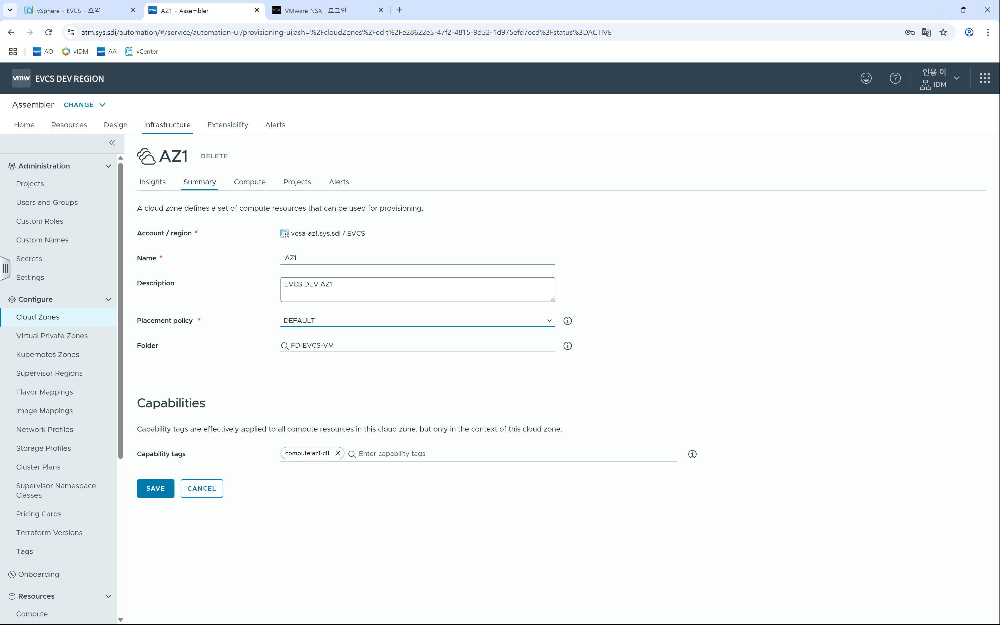 vSphere - EVCS - 요약
AZ1 - Assembler
NSX
VMware NSX | 로그인
atm.sys.sdi/automation/#/service/automation-ui/provisioning-ui;ash=%2FcloudZones%2Fedit%2Fe28622e5-47f2-4815-9d52-1d975efd7ecd%3Fstatus%3DACTIVE
vmw AO
vIDM
vmw AA
vCenter
vmw EVCS DEV REGION
인용 이
IDM
Assembler CHANGE
Home Resources Design Infrastructure Extensibility Alerts
Administration
Projects
Users and Groups
Custom Roles
Custom Names
Secrets
Settings
Configure
Cloud Zones
Virtual Private Zones
Kubernetes Zones
Supervisor Regions
Flavor Mappings
Image Mappings
Network Profiles
Storage Profiles
Cluster Plans
Supervisor Namespace
Classes
Pricing Cards
Terraform Versions
Tags
Onboarding
Resources
Compute
AZ1 DELETE
Insights Summary Compute Projects Alerts
A cloud zone defines a set of compute resources that can be used for provisioning.
Account / region * vcsa-az1.sys.sdi / EVCS
Name * AZ1
Description EVCS DEV AZ1
Placement policy * DEFAULT
Folder FD-EVCS-VM
Capabilities
Capability tags are effectively applied to all compute resources in this cloud zone, but only in the context of this cloud zone.
Capability tags compute:az1-cl1 Enter capability tags
SAVE CANCEL